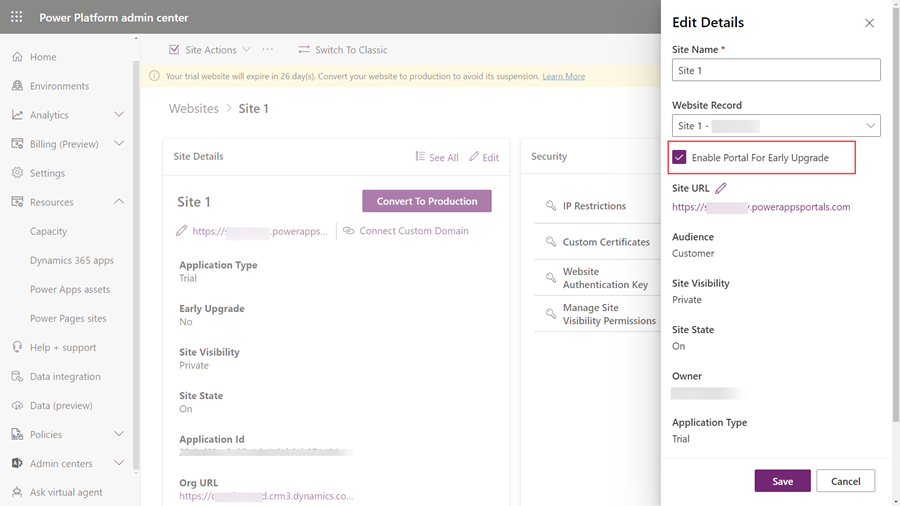 Power Platform admin center
Home
Environments
Analytics
Billing (Preview)
Settings
Resources
Capacity
Dynamics 365 apps
Power Apps assets
Power Pages sites
Help + support
Data integration
Data (preview)
Policies
Admin centers
Ask virtual agent
Site Actions
Switch To Classic
Your trial website will expire in 26 day(s). Convert your website to production to avoid its suspension. Learn More
Websites > Site 1
Site Details
See All
Edit
Site 1
Convert To Production
https://s .powerapps...
Connect Custom Domain
Application Type
Trial
Early Upgrade
No
Site Visibility
Private
Site State
On
Application Id
Org URL
https:// d.crm3.dynamics.co...
Security
IP Restrictions
Custom Certificates
Website
Authentication Key
Manage Site
Visibility Permissions
Edit Details
Site Name *
Site 1
Website Record
Site 1 -
Enable Portal For Early Upgrade
Site URL
https://s .powerappsportals.com
Audience
Customer
Site Visibility
Private
Site State
On
Owner
Application Type
Trial
Save
Cancel